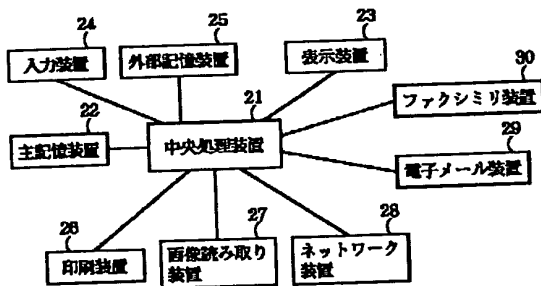 24
入力装置
25
外部記憶装置
23
表示装置
30
ファクシミリ装置
22
主記憶装置
21
中央処理装置
29
電子メール装置
26
印刷装置
27
画像読み取り
装置
28
ネットワーク
装置